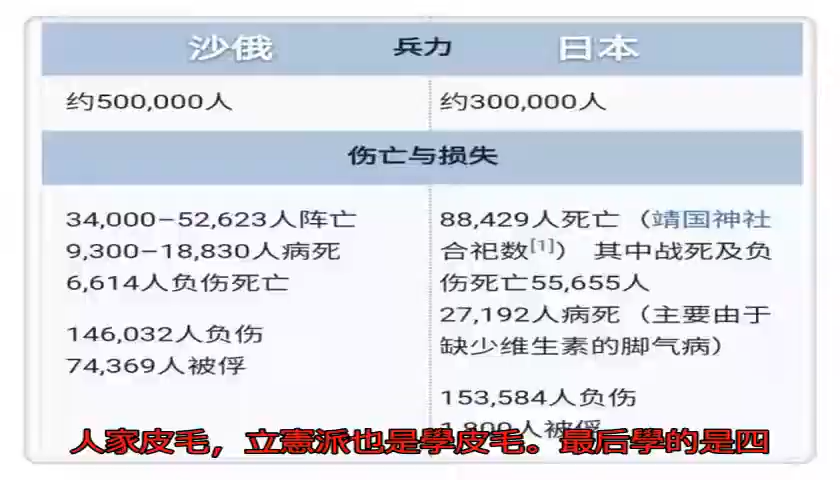 沙俄 兵力 日本
约500,000人 约300,000人
伤亡与损失
34,000–52,623人阵亡
9,300–18,830人病死
6,614人负伤死亡
146,032人负伤
74,369人被俘
88,429人死亡（靖国神社
合祀数[1]） 其中战死及负
伤死亡55,655人
27,192人病死（主要由于
缺少维生素的脚气病）
153,584人负伤
1,800人被俘
人家皮毛，立憲派也是學皮毛。最后學的是四